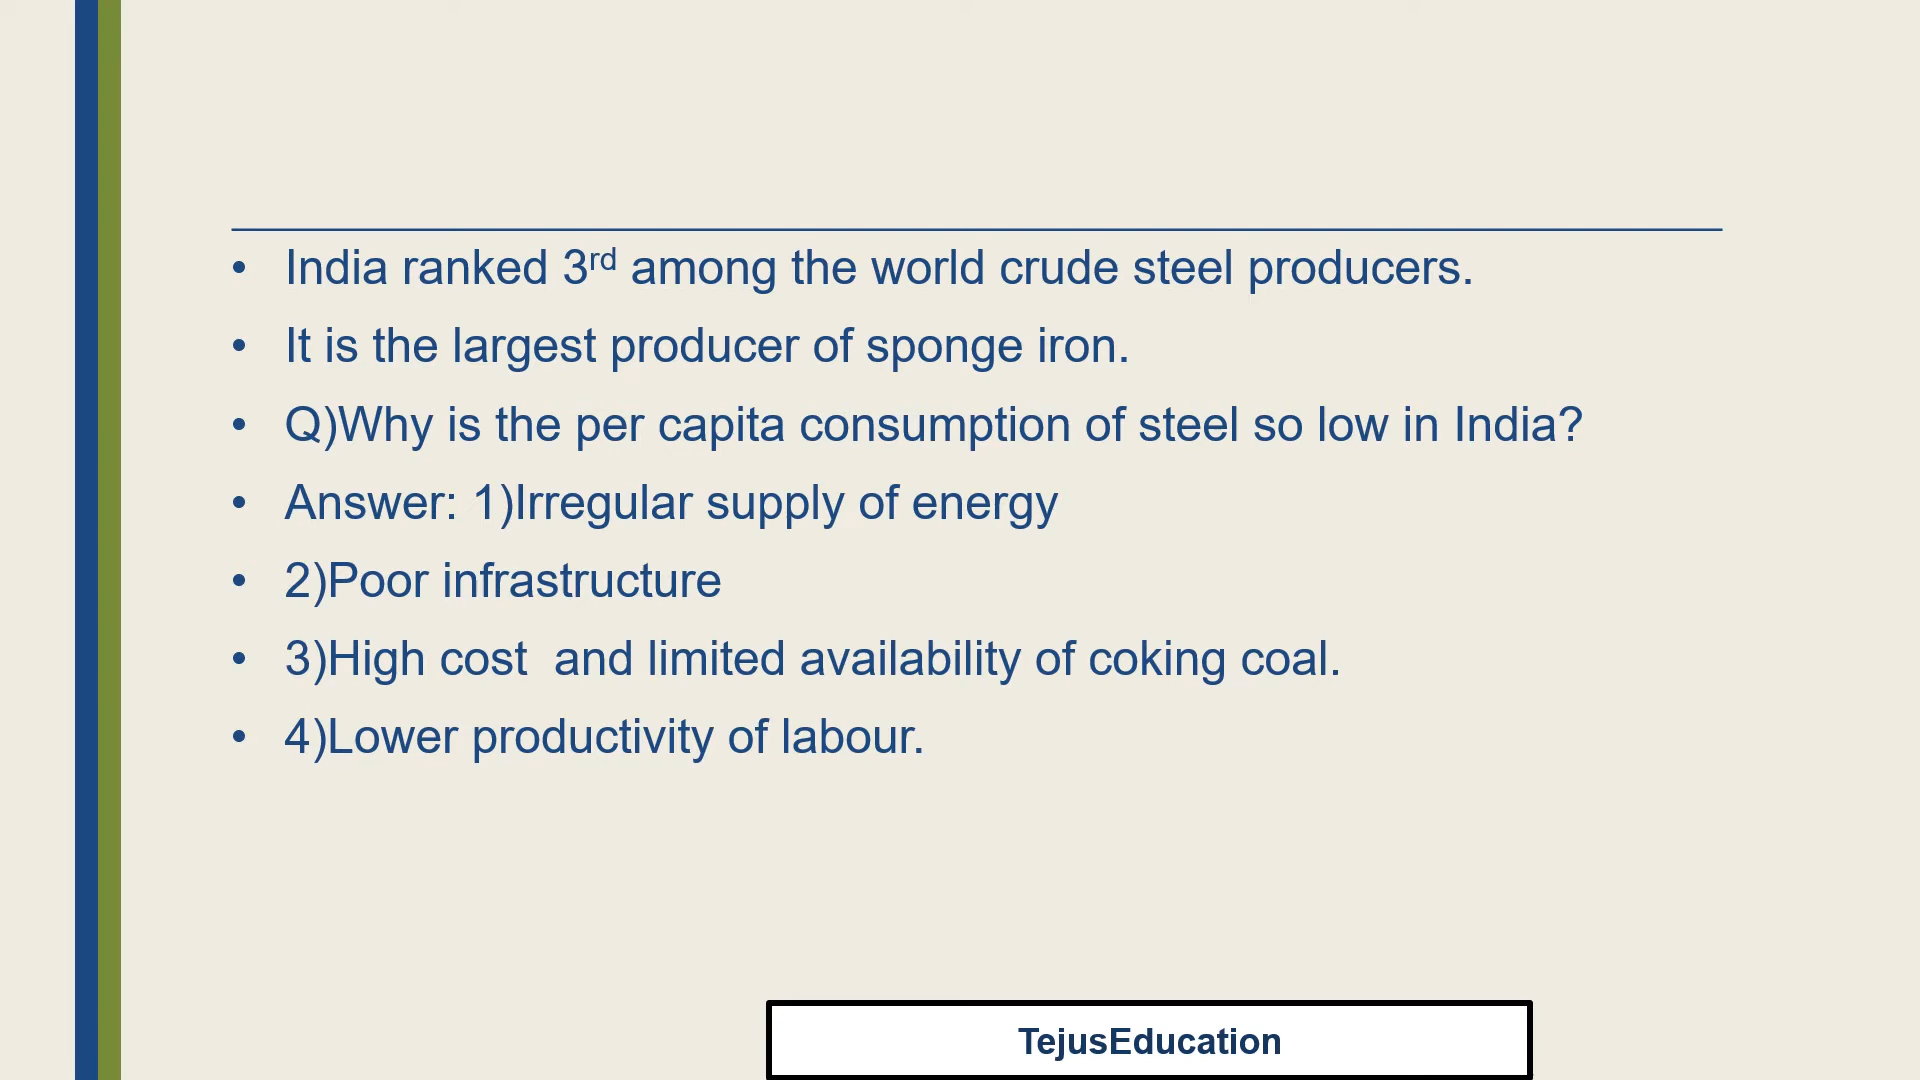 • India ranked 3rd among the world crude steel producers.
• It is the largest producer of sponge iron.
• Q)Why is the per capita consumption of steel so low in India?
• Answer: 1)Irregular supply of energy
• 2)Poor infrastructure
• 3)High cost  and limited availability of coking coal.
• 4)Lower productivity of labour.
TejusEducation